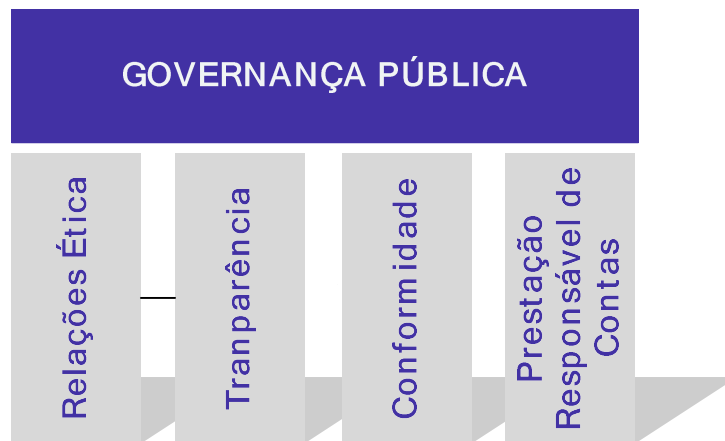 GOVERNANÇA PÚBLICA
Relações Ética
Tranparência
Conformidade
Prestação
Responsável de
Contas